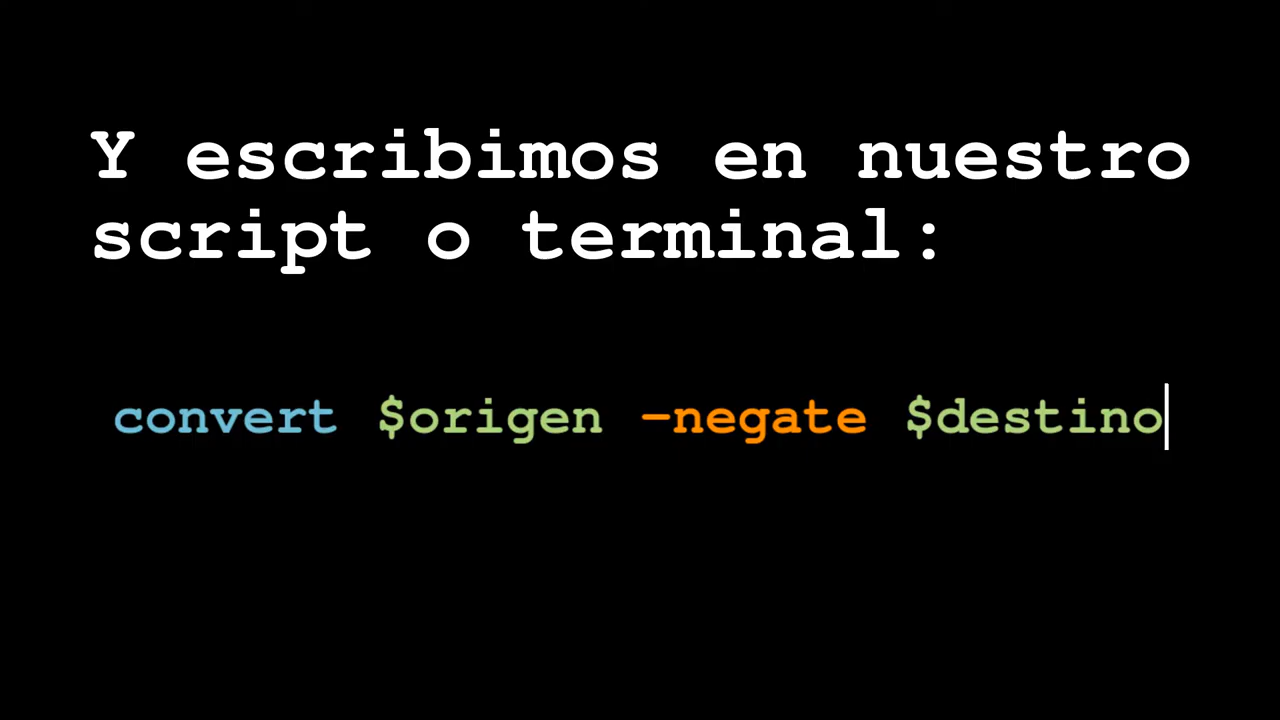 Y escribimos en nuestro
script o terminal:
convert $origen -negate $destino